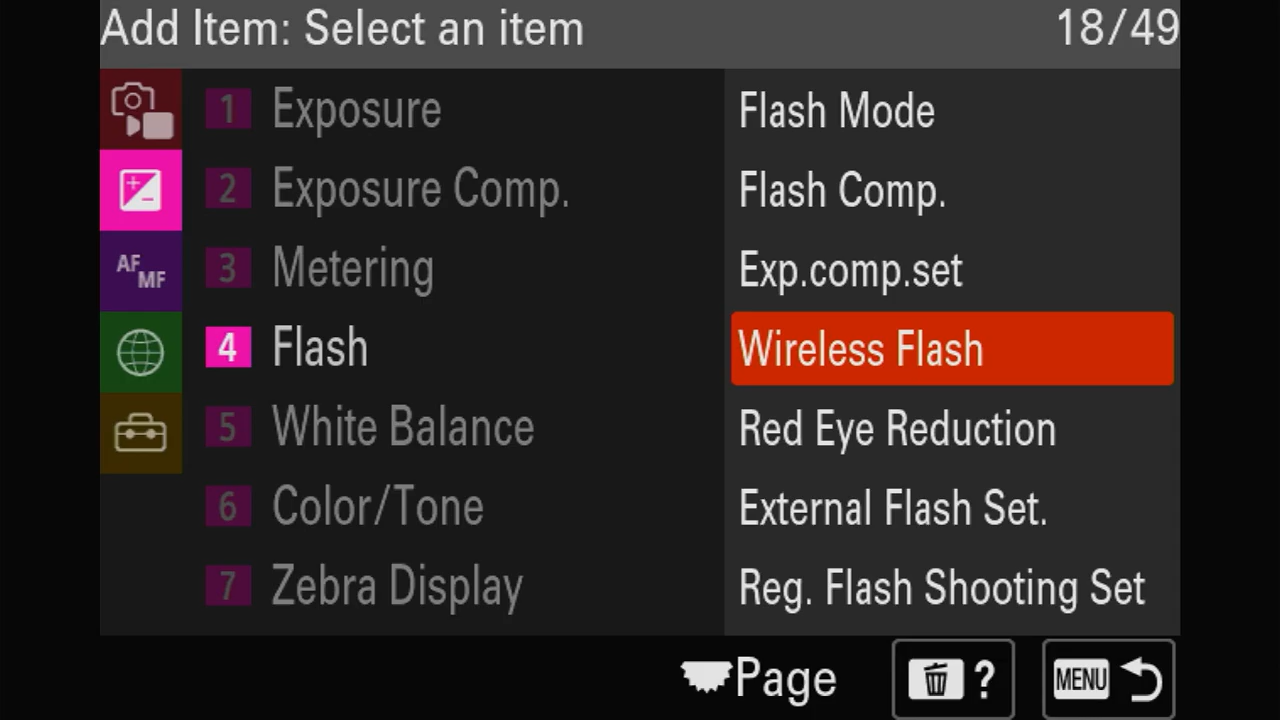 Add Item: Select an item 18/49
1 Exposure
2 Exposure Comp.
3 Metering
4 Flash
5 White Balance
6 Color/Tone
7 Zebra Display
AF MF
Flash Mode
Flash Comp.
Exp.comp.set
Wireless Flash
Red Eye Reduction
External Flash Set.
Reg. Flash Shooting Set
Page ? MENU